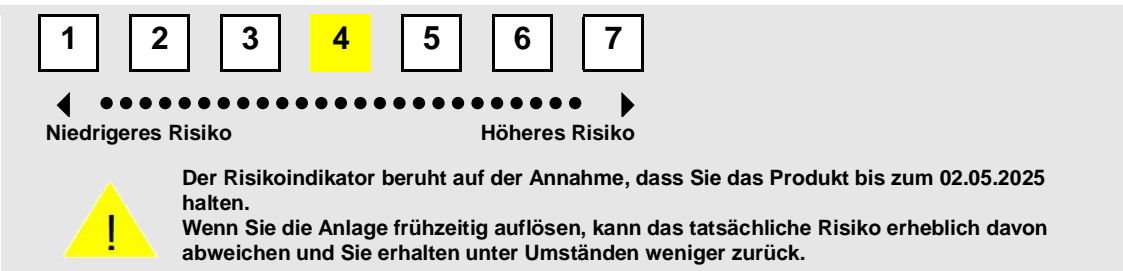 1 2 3 4 5 6 7
Niedrigeres Risiko Höheres Risiko
Der Risikoindikator beruht auf der Annahme, dass Sie das Produkt bis zum 02.05.2025
halten.
Wenn Sie die Anlage frühzeitig auflösen, kann das tatsächliche Risiko erheblich davon
abweichen und Sie erhalten unter Umständen weniger zurück.
!